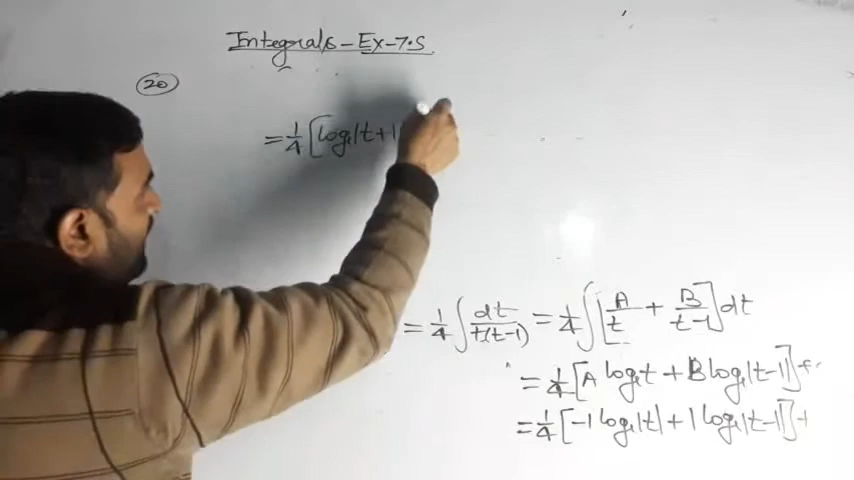 Integrals - Ex-7.5
20
= 1/4 [log|t+1|
= 1/4 ∫ dt/t(t-1) = 1/4 ∫ [A/t + B/t-1] dt
= 1/4 [A log t + B log|t-1|] +
= 1/4 [-1 log|t| + 1 log|t-1|] +